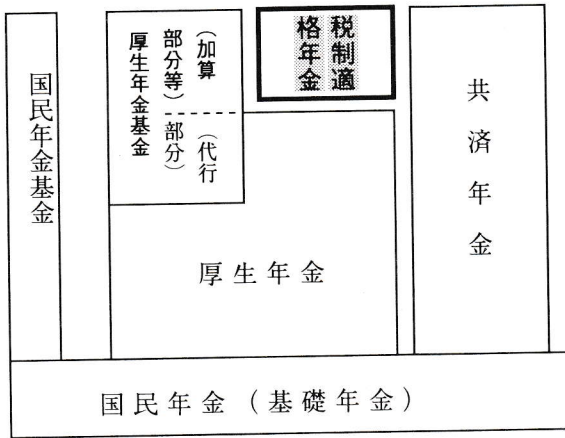 国民年金基金
厚生年金基金
（加算
部分等）
（代行
部分）
税制適
格年金
共済年金
厚生年金
国民年金（基礎年金）